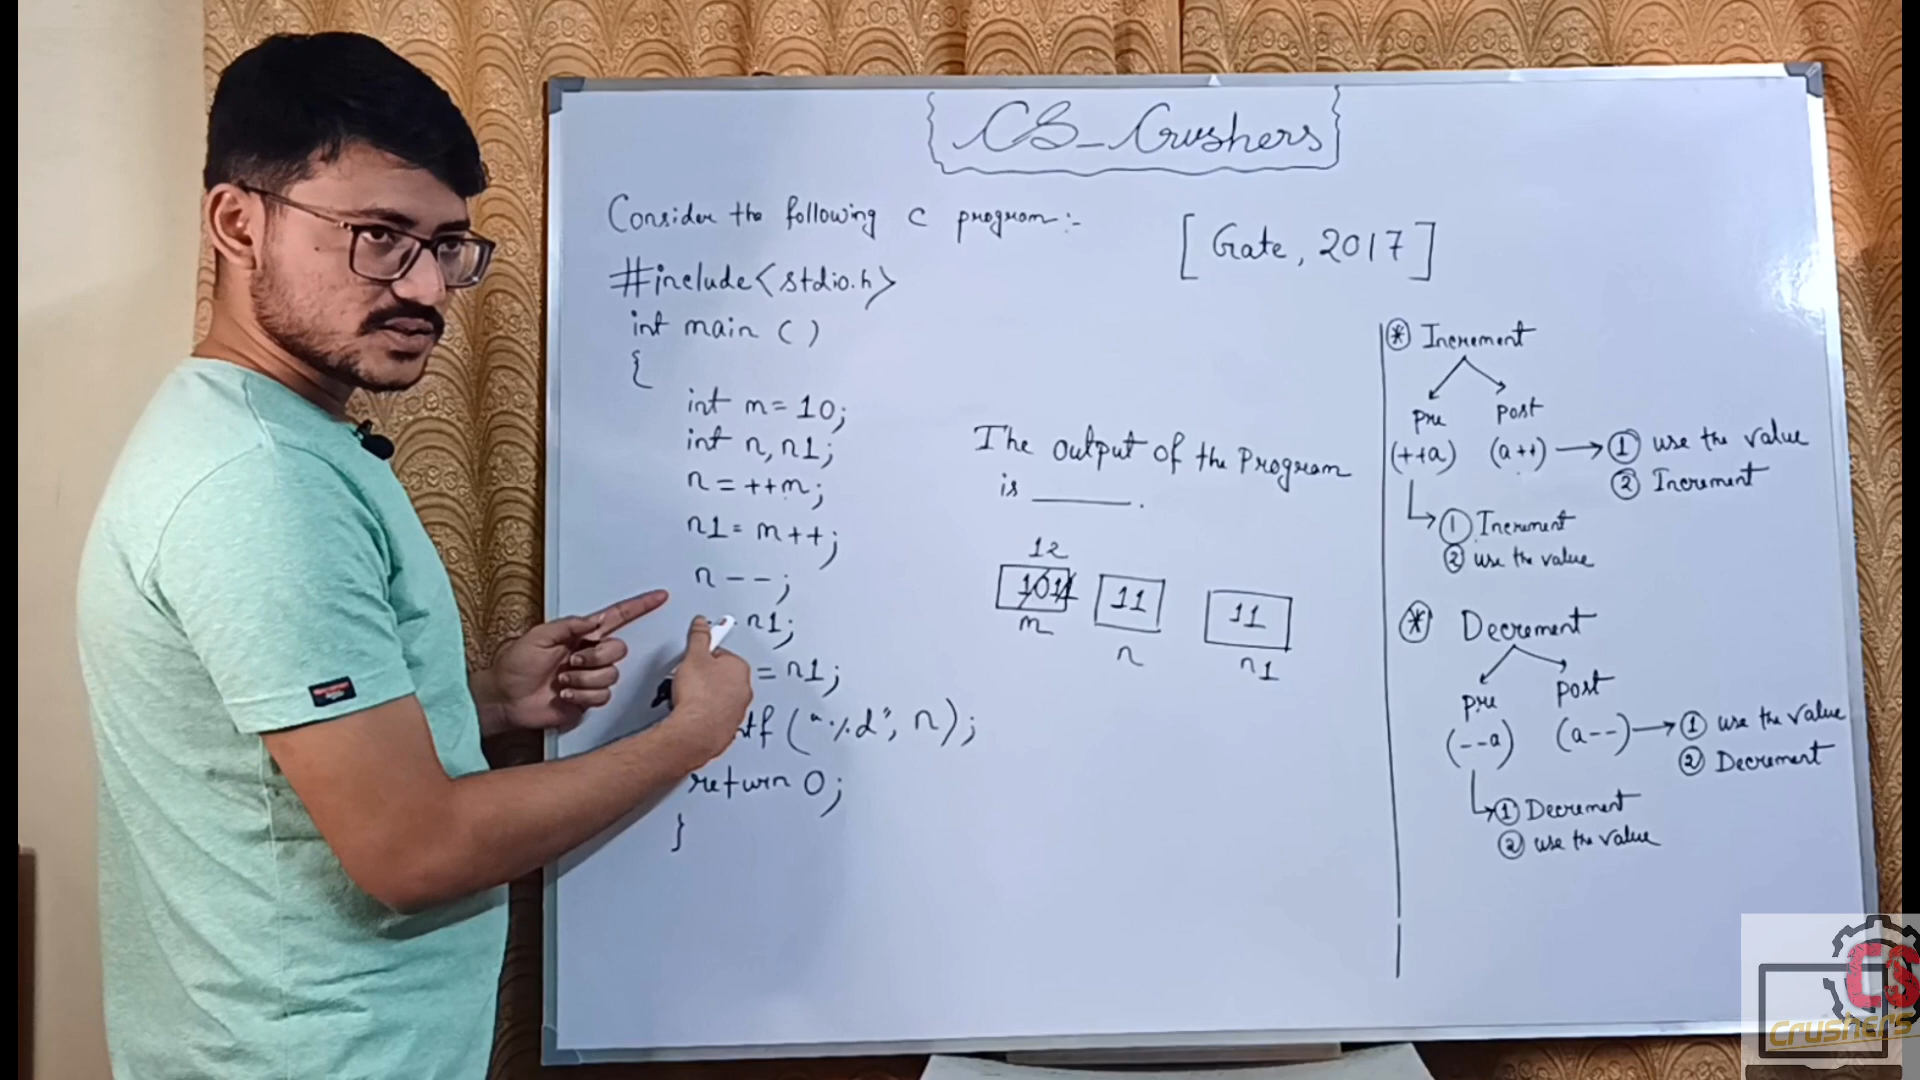 CS_Crushers
Consider the following C program:-
[Gate, 2017]
#include<stdio.h>
int main ( )
{
int m=10;
int n, n1;
n = ++m;
n1 = m++;
n--;
n1;
= n1;
ntf ("%d", n);
return 0;
}
The output of the Program
is ______.
12
10 11
m
11
n
11
n1
* Increment
pre
(++a)
post
(a++)
① use the value
② Increment
① Increment
② use the value
* Decrement
pre
(--a)
post
(a--)
① use the value
② Decrement
① Decrement
② use the value
CS
Crushers